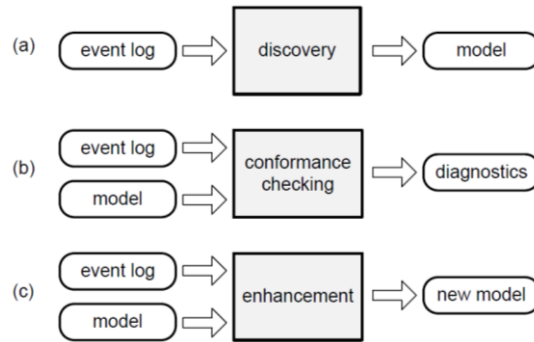 (a)
event log
discovery
model
(b)
event log
model
conformance
checking
diagnostics
(c)
event log
model
enhancement
new model